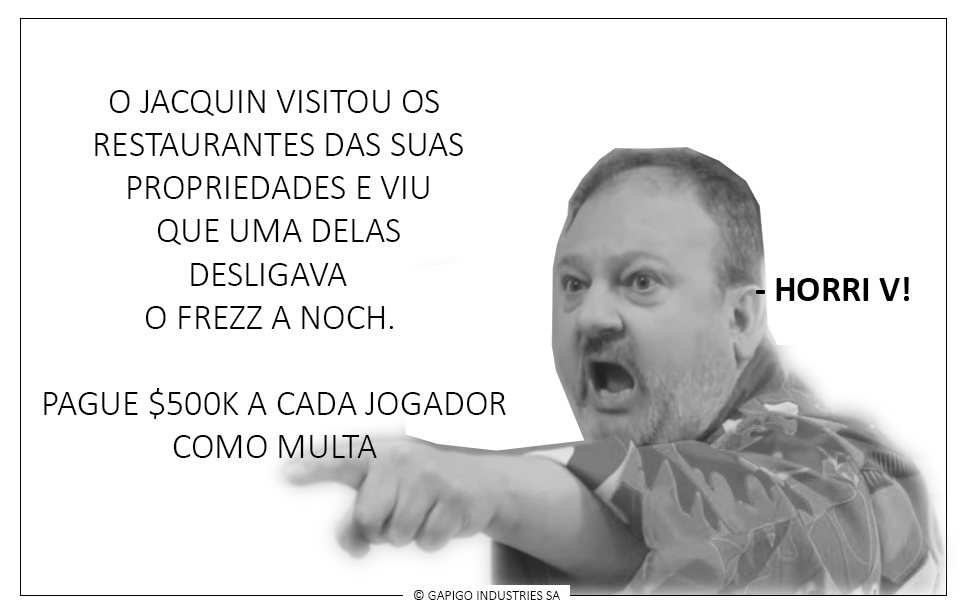 O JACQUIN VISITOU OS
RESTAURANTES DAS SUAS
PROPRIEDADES E VIU
QUE UMA DELAS
DESLIGAVA
O FREZZ A NOCH.
- HORRI V!
PAGUE $500K A CADA JOGADOR
COMO MULTA
© GAPIGO INDUSTRIES SA